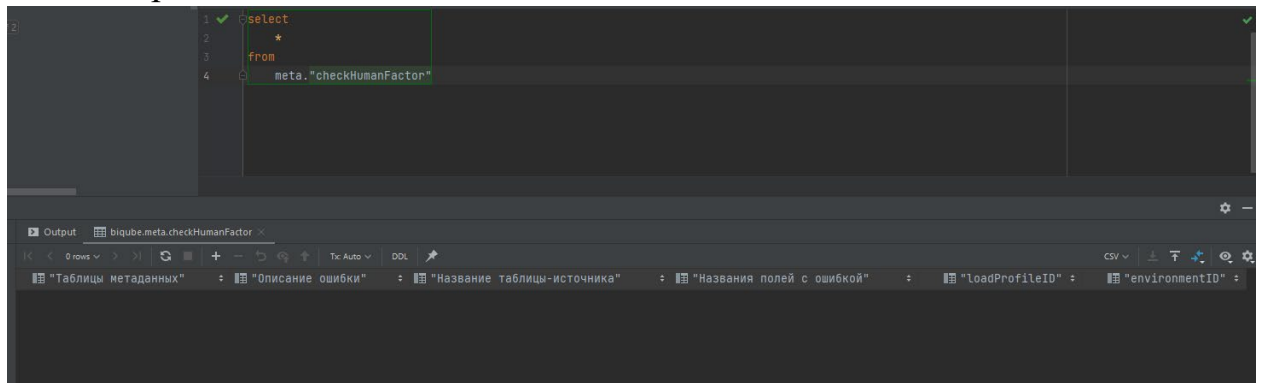 2
1 select
2 *
3 from
4 meta."checkHumanFactor"
Output biqube.meta.checkHumanFactor ×
0 rows + − Tx: Auto DDL CSV
"Таблицы метаданных" "Описание ошибки" "Название таблицы-источника" "Названия полей с ошибкой" "loadProfileID" "environmentID"